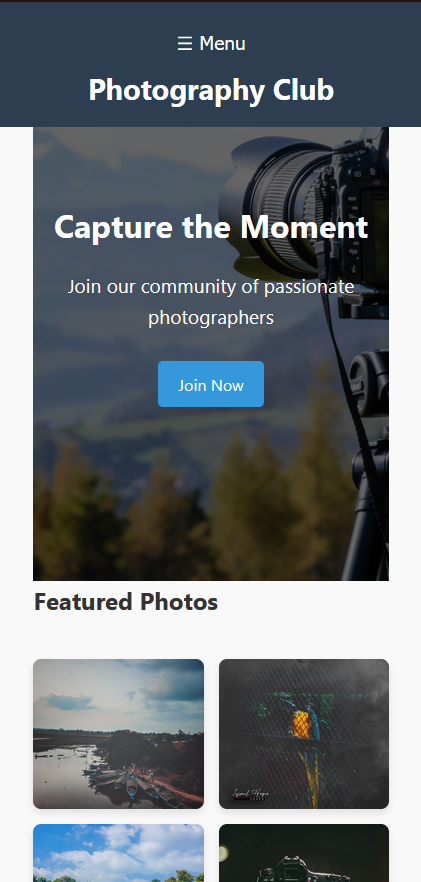 ☰ Menu
Photography Club
Capture the Moment
Join our community of passionate
photographers
Join Now
Featured Photos